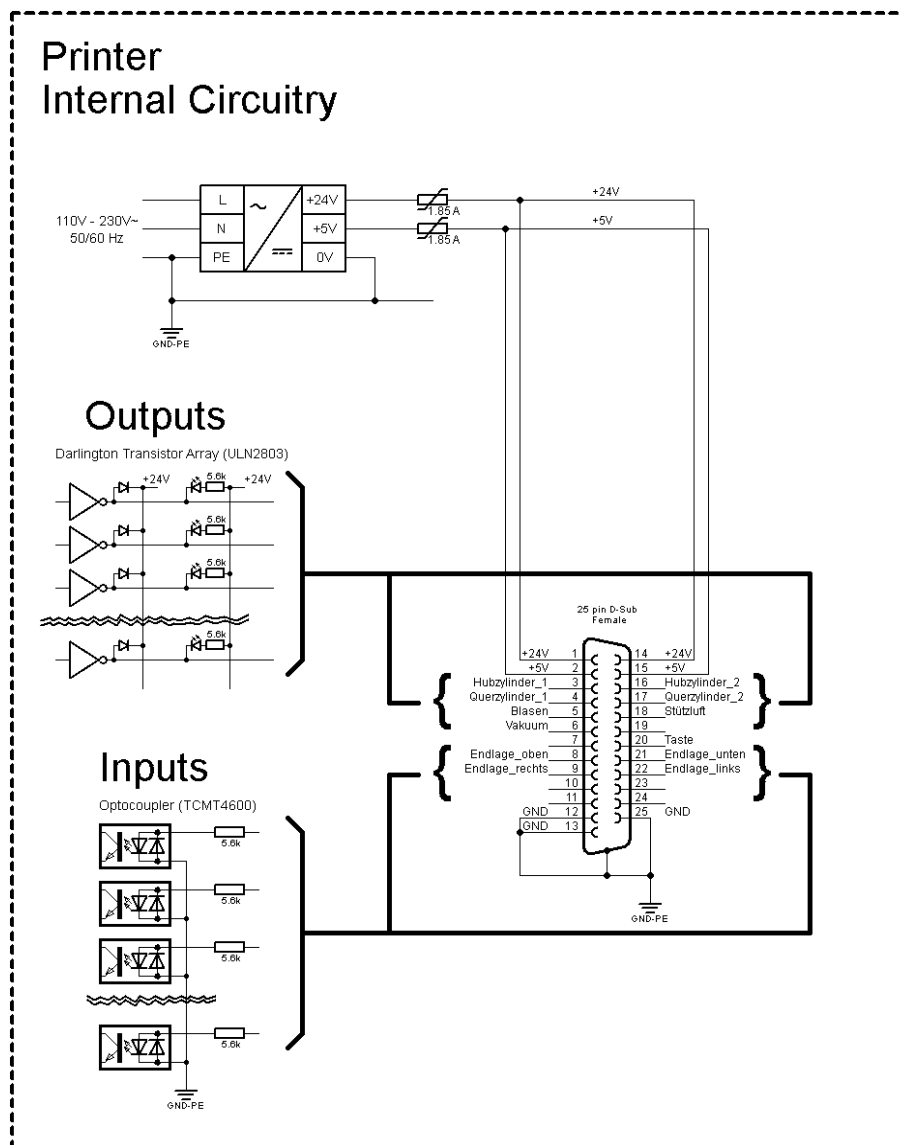 Printer
Internal Circuitry
110V - 230V~
50/60 Hz
L
N
PE
+24V
+5V
0V
1.85A
1.85A
+24V
+5V
GND-PE
Outputs
Darlington Transistor Array (ULN2803)
+24V
5.6k
+24V
5.6k
5.6k
5.6k
25 pin D-Sub
Female
+24V 1 14 +24V
+5V 2 15 +5V
Hubzylinder_1 3 16 Hubzylinder_2
Querzylinder_1 4 17 Querzylinder_2
Blasen 5 18 Stützluft
Vakuum 6 19
7 20 Taste
Endlage_oben 8 21 Endlage_unten
Endlage_rechts 9 22 Endlage_links
10 23
11 24
GND 12 25 GND
GND 13
GND-PE
Inputs
Optocoupler (TCMT4600)
5.6k
5.6k
5.6k
5.6k
GND-PE